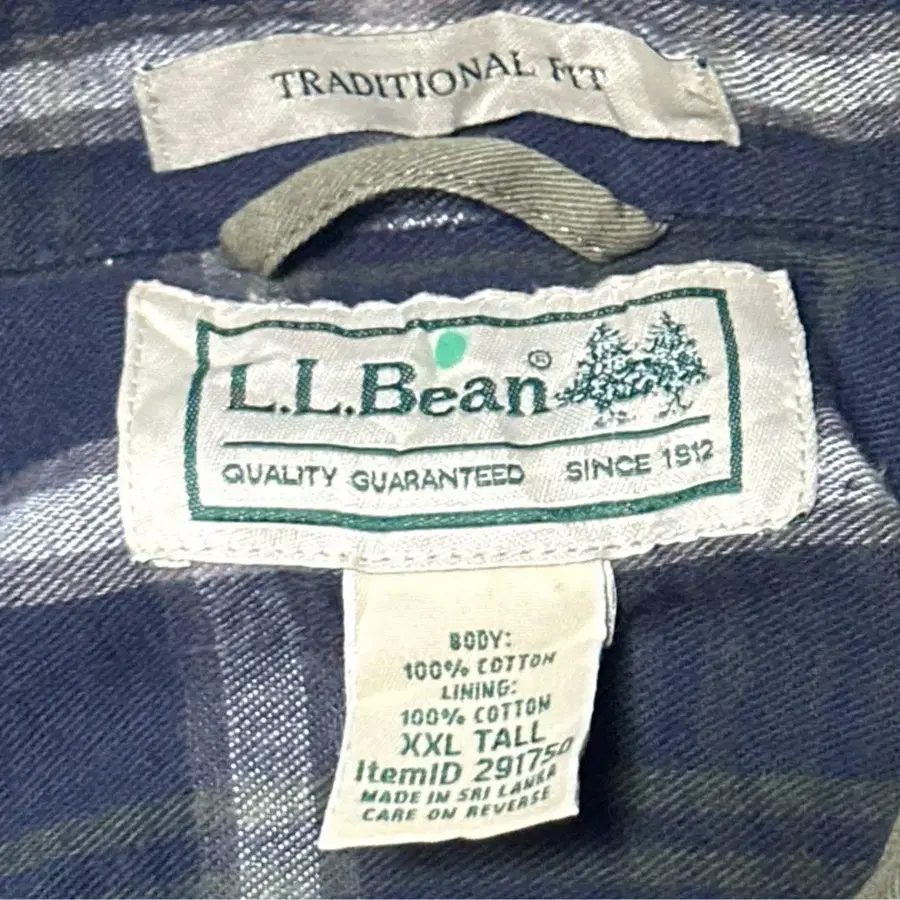 TRADITIONAL FIT
L.L.Bean®
QUALITY GUARANTEED SINCE 1912
BODY:
100% COTTON
LINING:
100% COTTON
XXL TALL
ItemID 291750
MADE IN SRI LANKA
CARE ON REVERSE